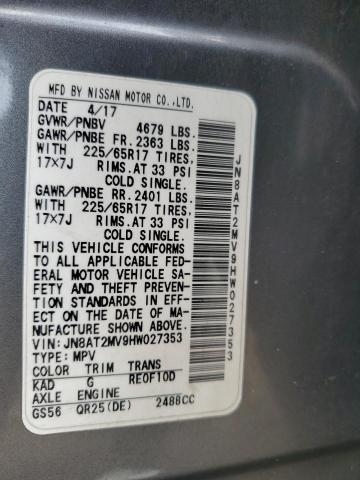 MFD BY NISSAN MOTOR CO.,LTD.
DATE 4/17
GVWR/PNBV 4679 LBS.
GAWR/PNBE FR. 2363 LBS.
WITH 225/65R17 TIRES,
17×7J RIMS.AT 33 PSI
COLD SINGLE.
GAWR/PNBE RR. 2401 LBS.
WITH 225/65R17 TIRES,
17×7J RIMS.AT 33 PSI
COLD SINGLE.
THIS VEHICLE CONFORMS
TO ALL APPLICABLE FED-
ERAL MOTOR VEHICLE SA-
FETY AND THEFT PREVEN-
TION STANDARDS IN EFF-
ECT ON THE DATE OF MA-
NUFACTURE SHOWN ABOVE.
VIN:JN8AT2MV9HW027353
TYPE:MPV
COLOR TRIM TRANS
KAD G RE0F10D
AXLE ENGINE
GS56 QR25(DE) 2488CC
JN8AT2MV9HW027353